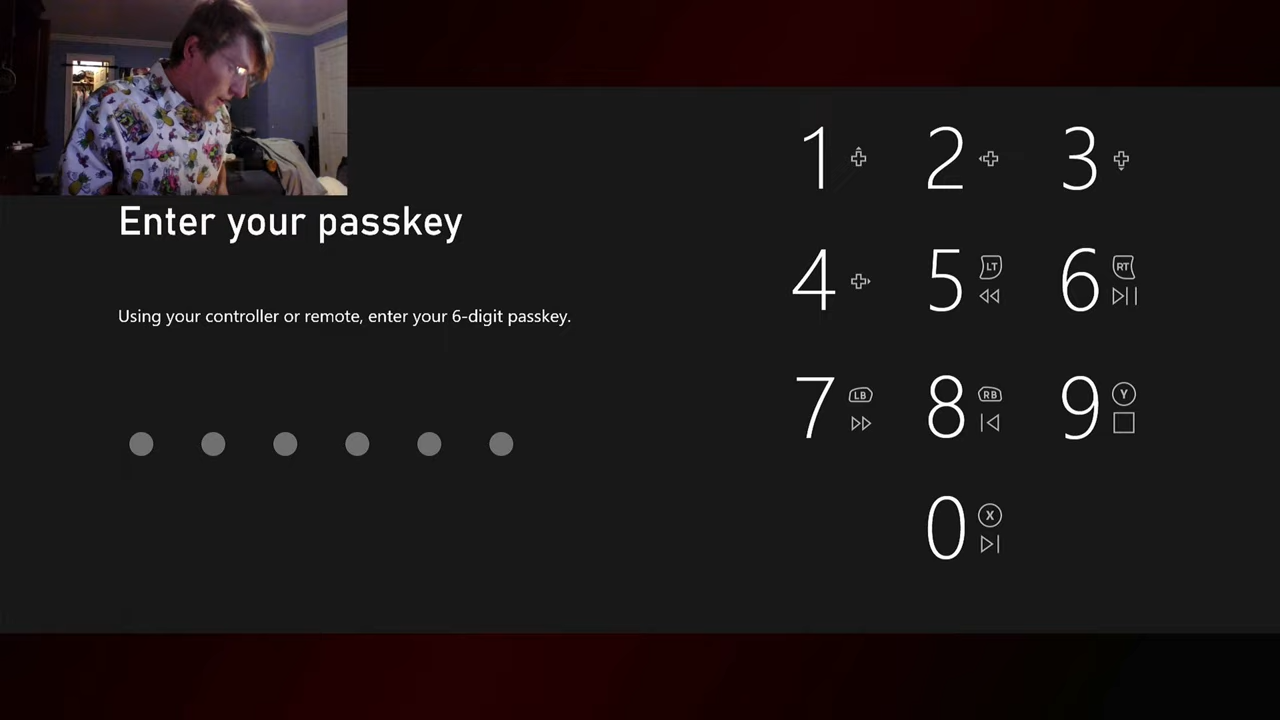 Enter your passkey
Using your controller or remote, enter your 6-digit passkey.
1 2 3
4 5 LT 6 RT
7 LB 8 RB 9 Y
0 X